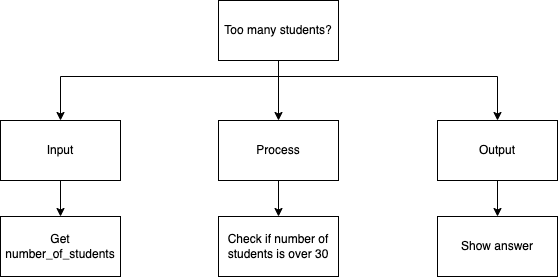 Too many students?
Input
Process
Output
Get
number_of_students
Check if number of
students is over 30
Show answer